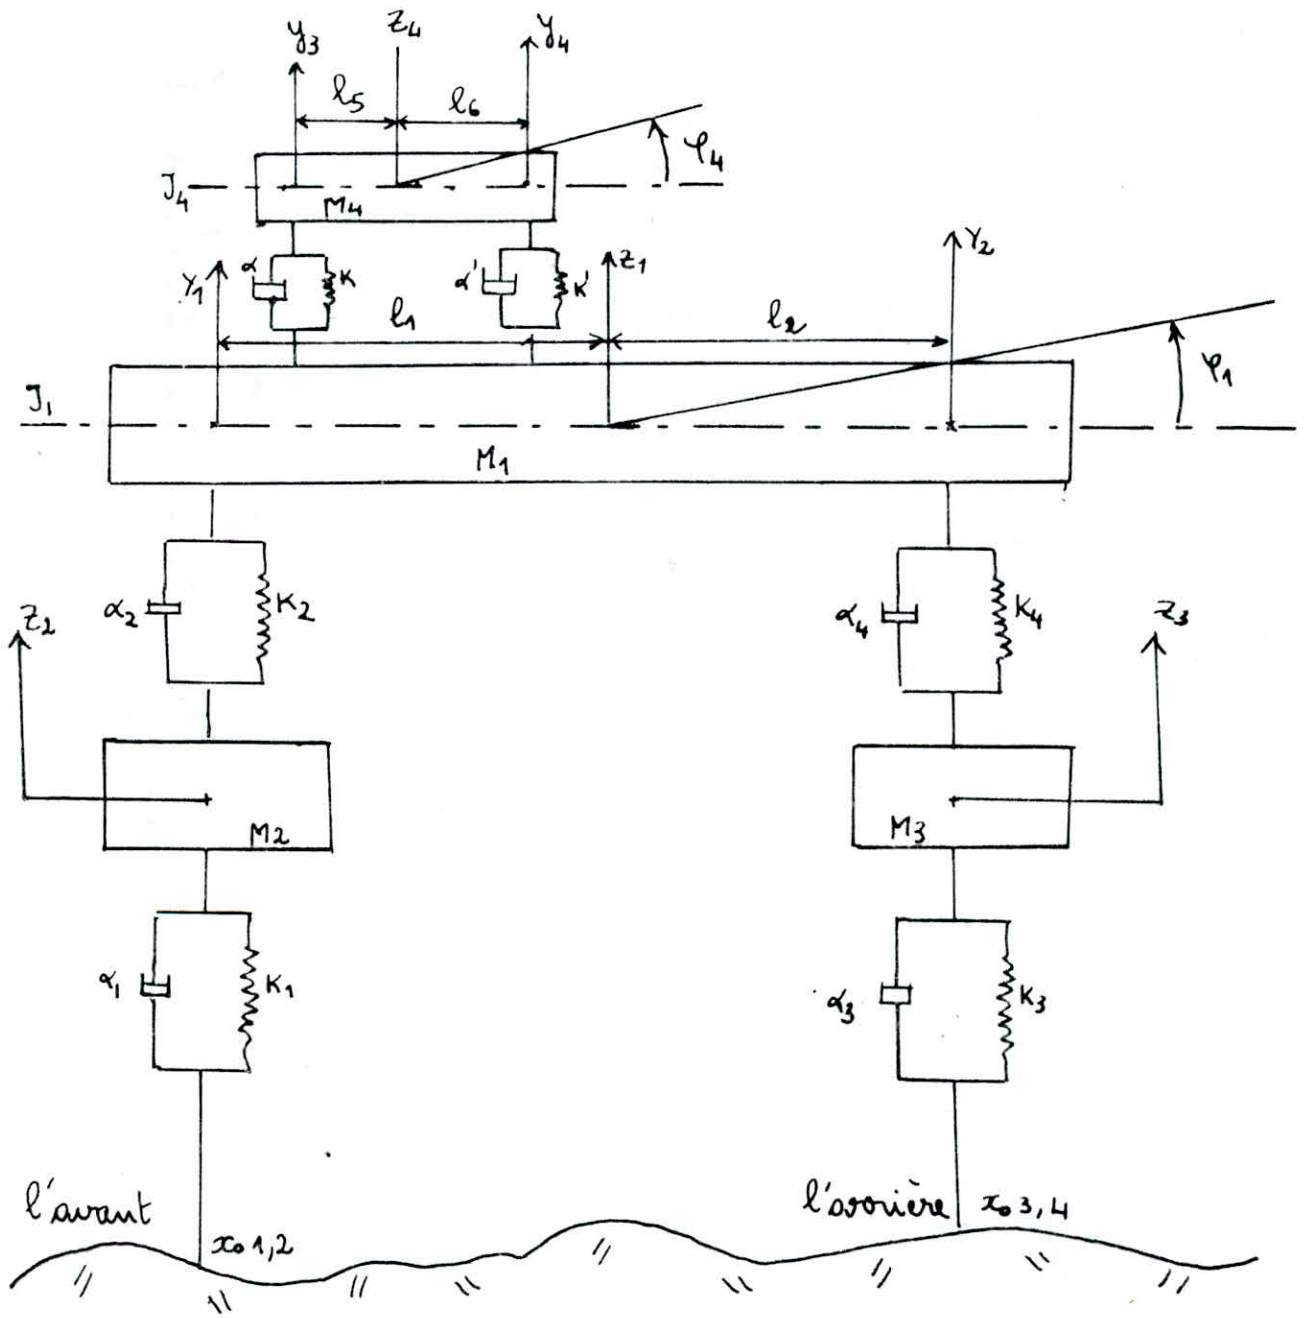 y3 Z4 y4
l5 l6
φ4
J4 M4
α K α' K' Z1 Y2
Y1
l1 l2
φ1
J1
M1
α2 K2 α4 K4
Z2 Z3
M2 M3
α1 K1 α3 K3
l'avant l'arrière x0 3,4
x0 1,2